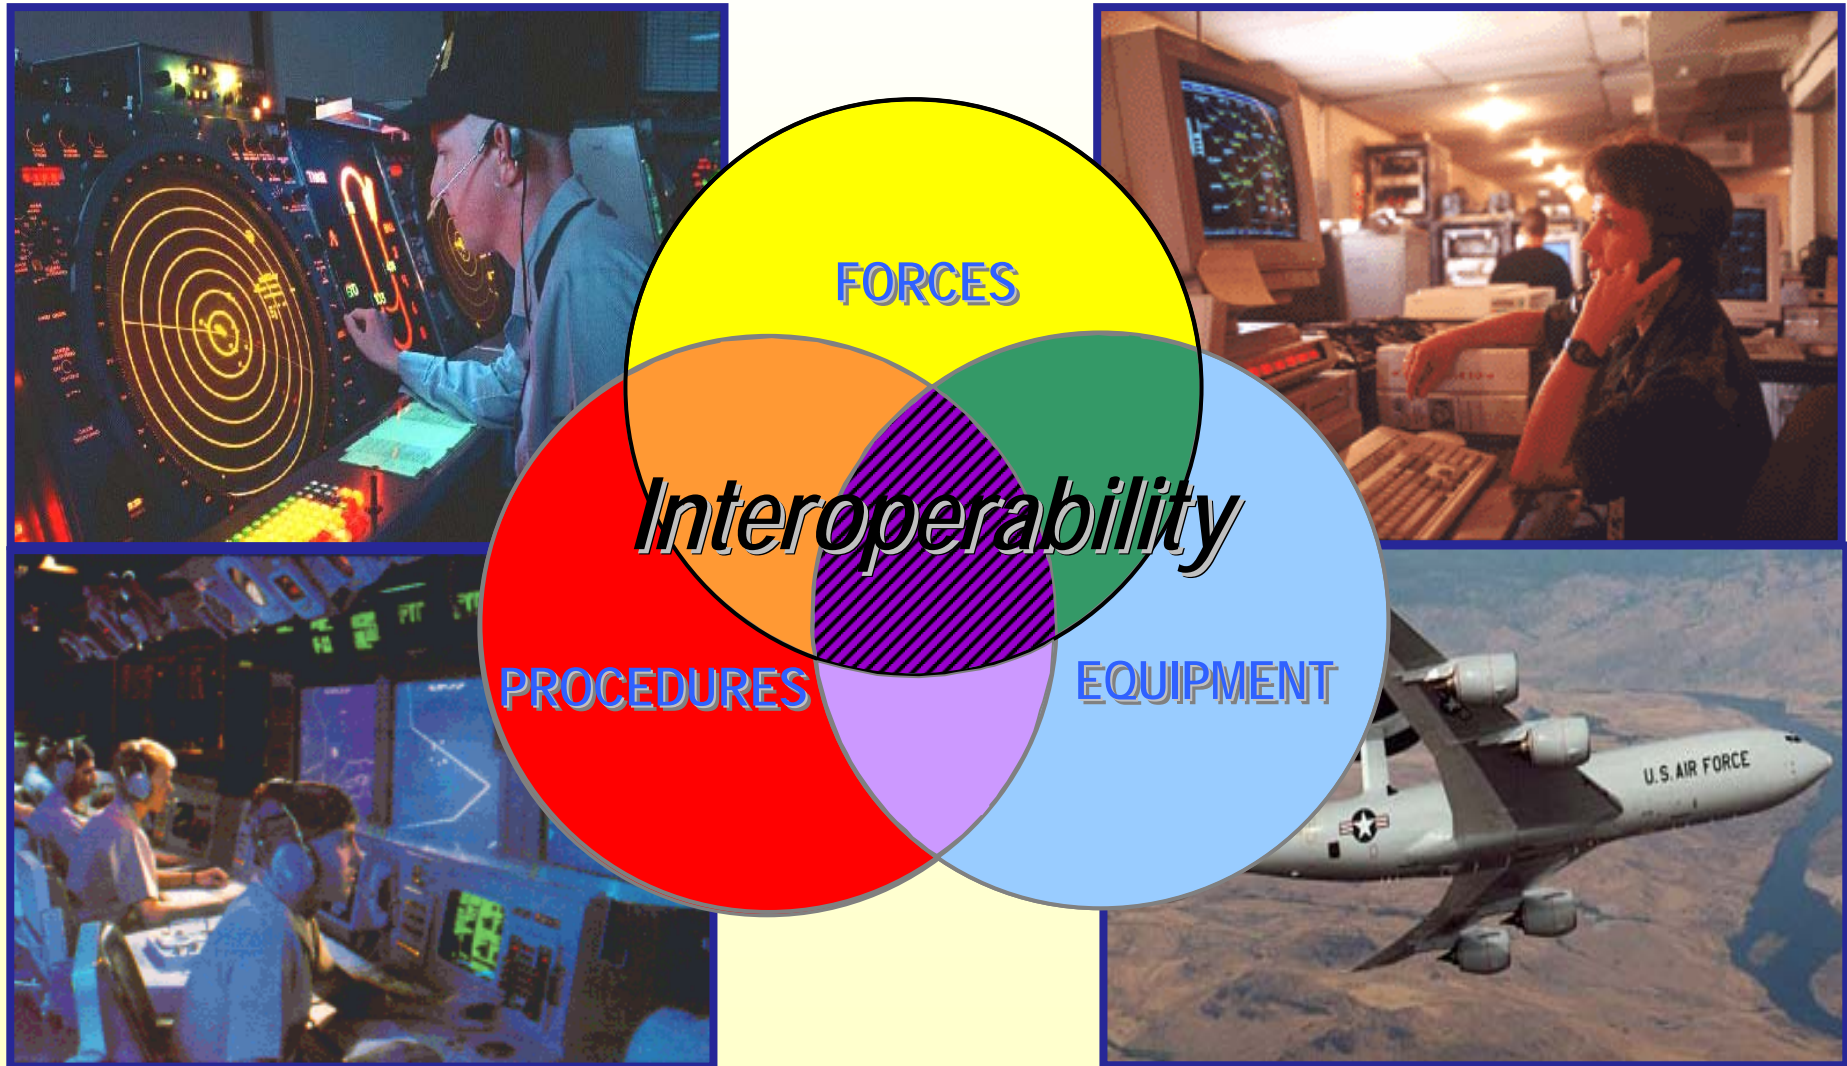 FORCES
Interoperability
PROCEDURES
EQUIPMENT
U.S. AIR FORCE